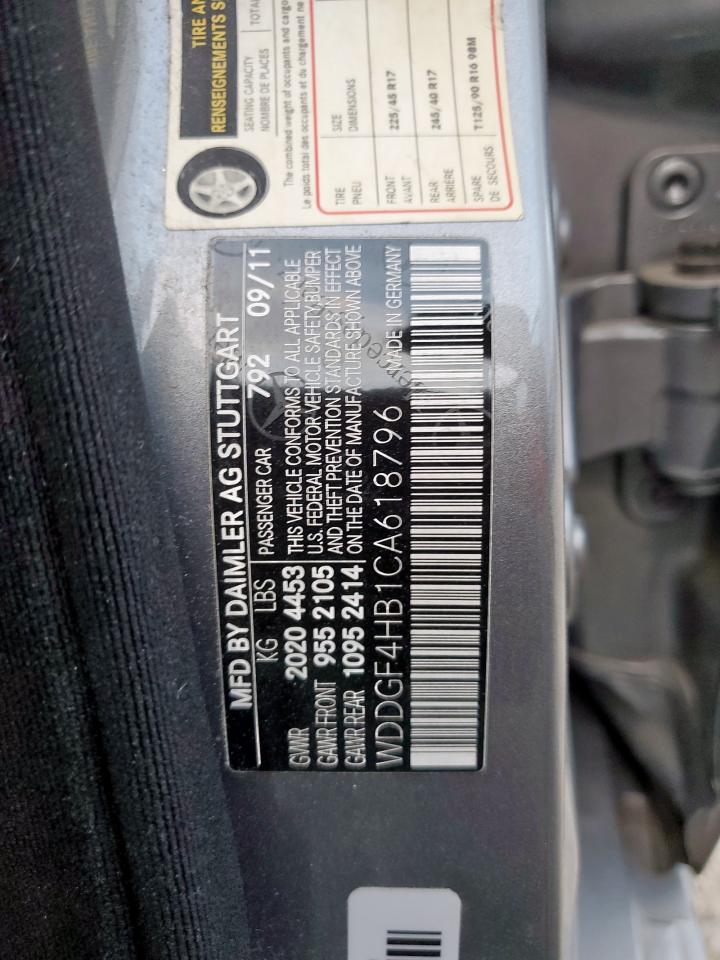 MFD BY DAIMLER AG STUTTGART
KG LBS PASSENGER CAR 792 09/11
GVWR 2020 4453 THIS VEHICLE CONFORMS TO ALL APPLICABLE
GAWR-FRONT 955 2105 U.S. FEDERAL MOTOR VEHICLE SAFETY, BUMPER
GAWR-REAR 1095 2414 AND THEFT PREVENTION STANDARDS IN EFFECT
ON THE DATE OF MANUFACTURE SHOWN ABOVE
WDDGF4HB1CA618796 MADE IN GERMANY
TIRE AN
RENSEIGNEMENTS S
SEATING CAPACITY TOTAL
NOMBRE DE PLACES
The combined weight of occupants and cargo
Le poids total des occupants et du chargement ne
TIRE SIZE
PNEU DIMENSIONS
FRONT 225/45 R17
AVANT
REAR 245/40 R17
ARRIÈRE
SPARE T125/90 R16 98M
DE SECOURS